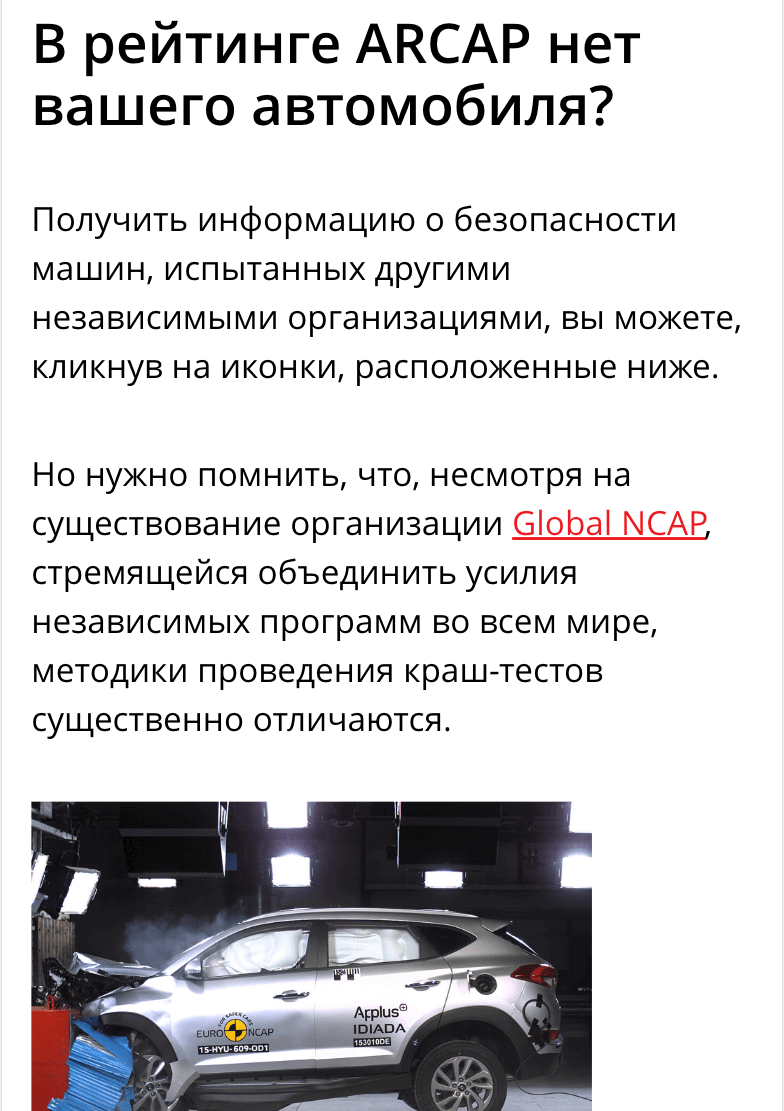 В рейтинге ARCAP нет
вашего автомобиля?
Получить информацию о безопасности
машин, испытанных другими
независимыми организациями, вы можете,
кликнув на иконки, расположенные ниже.
Но нужно помнить, что, несмотря на
существование организации Global NCAP,
стремящейся объединить усилия
независимых программ во всем мире,
методики проведения краш-тестов
существенно отличаются.
FOR SAFER CARS
EURO NCAP
15-HYU-609-OD1
Applus+
IDIADA
153010DE